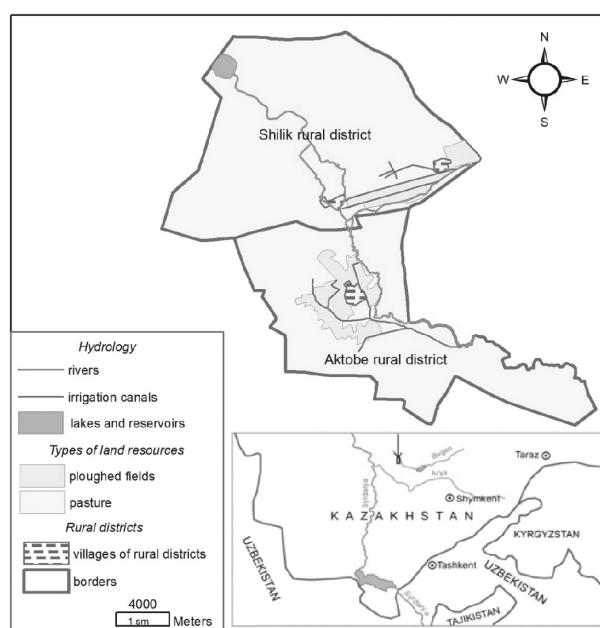 N
W E
S
Shilik rural district
Aktobe rural district
Hydrology
rivers
irrigation canals
lakes and reservoirs
Types of land resources
ploughed fields
pasture
Rural districts
villages of rural districts
borders
4000
1 sm Meters
Bugen
Arys
Taraz
Syrdarya
Shymkent
KAZAKHSTAN
KYRGYZSTAN
UZBEKISTAN
Tashkent
UZBEKISTAN
Syrdarya
TAJIKISTAN